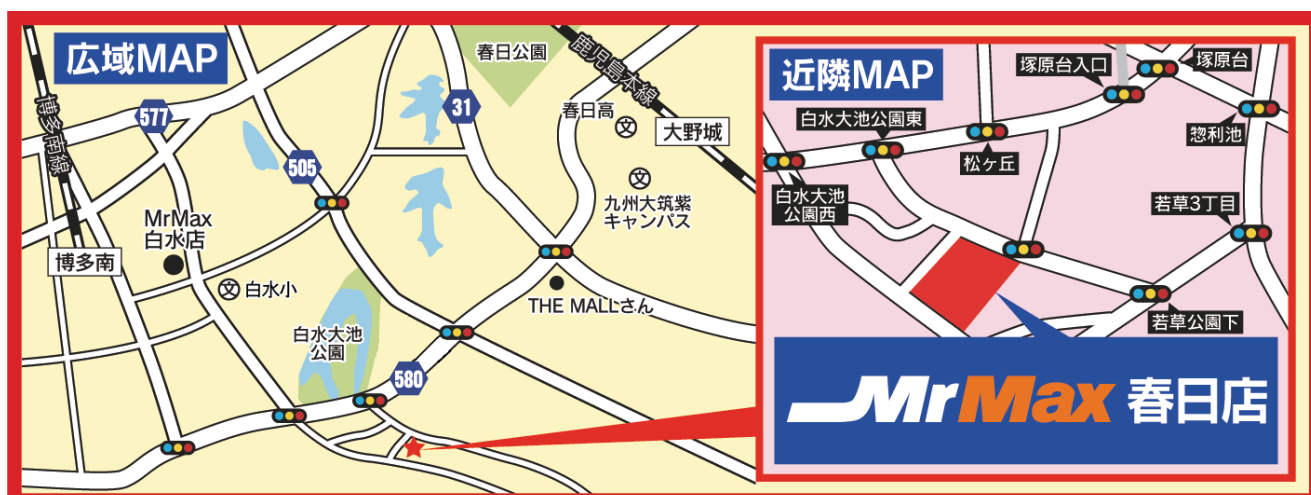 広域MAP
春日公園
鹿児島本線
博多南線
577
31
春日高
大野城
505
九州大筑紫
キャンパス
MrMax
白水店
博多南
白水小
THE MALLさん
白水大池
公園
580
近隣MAP
塚原台入口
塚原台
白水大池公園東
惣利池
松ヶ丘
白水大池
公園西
若草3丁目
若草公園下
MrMax 春日店
文
文
文